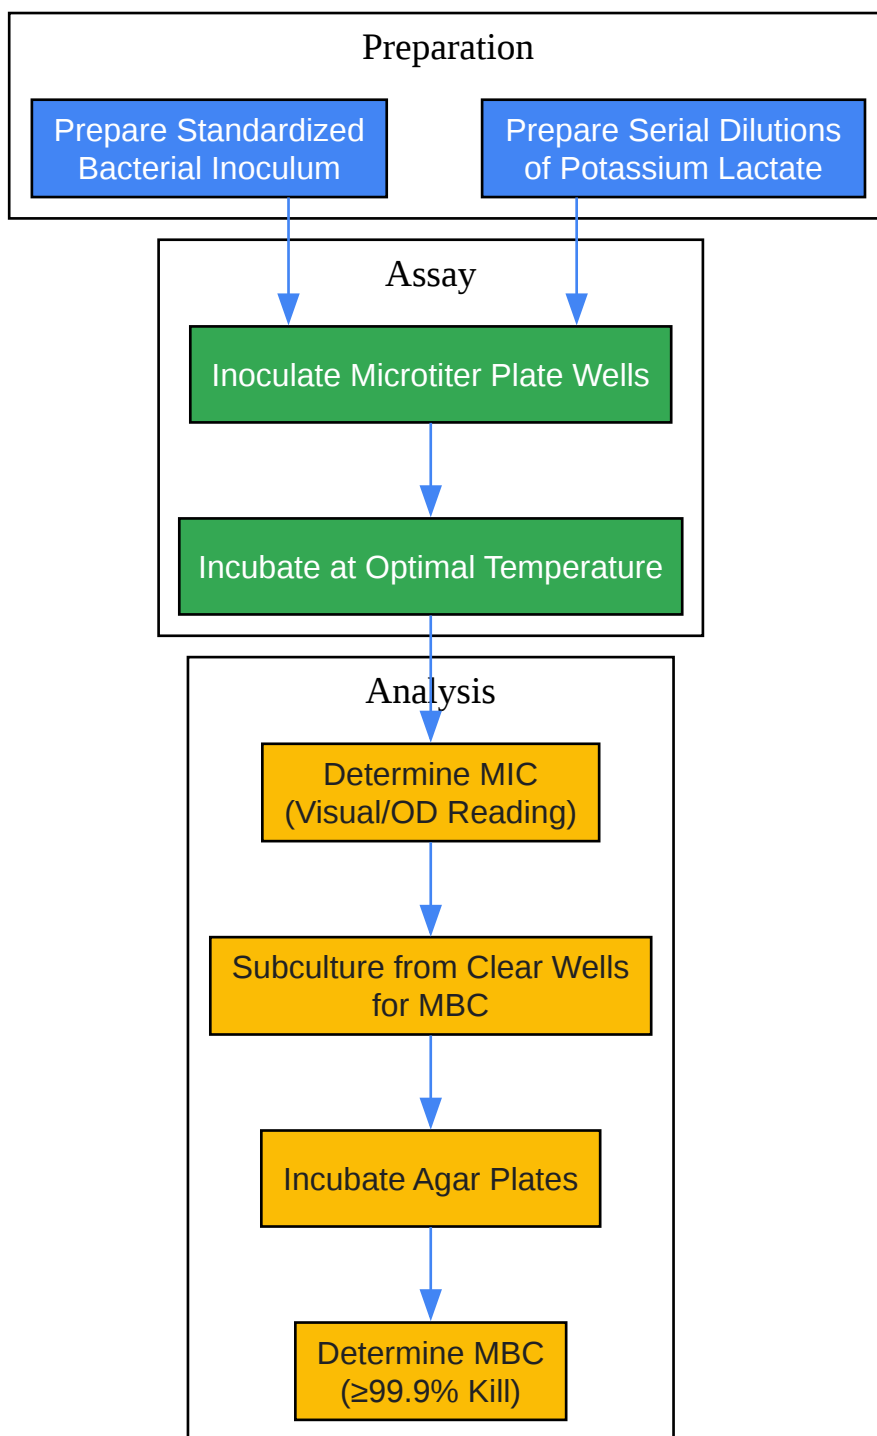 Preparation
Prepare Standardized
Bacterial Inoculum
Prepare Serial Dilutions
of Potassium Lactate
Assay
Inoculate Microtiter Plate Wells
Incubate at Optimal Temperature
Analysis
Determine MIC
(Visual/OD Reading)
Subculture from Clear Wells
for MBC
Incubate Agar Plates
Determine MBC
(≥99.9% Kill)